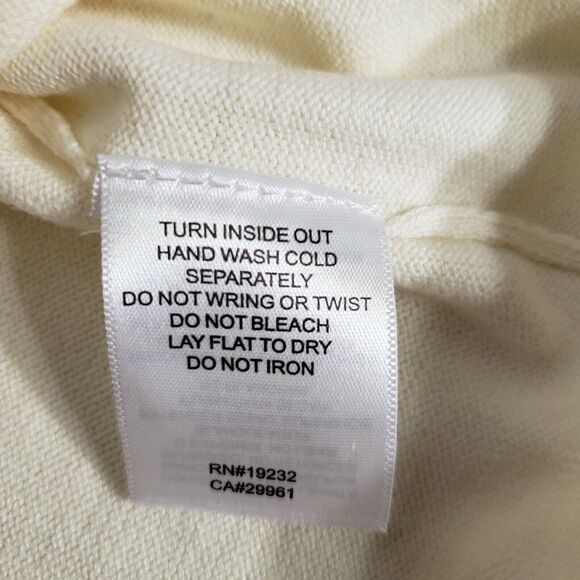 TURN INSIDE OUT
HAND WASH COLD
SEPARATELY
DO NOT WRING OR TWIST
DO NOT BLEACH
LAY FLAT TO DRY
DO NOT IRON
RN#19232
CA#29961